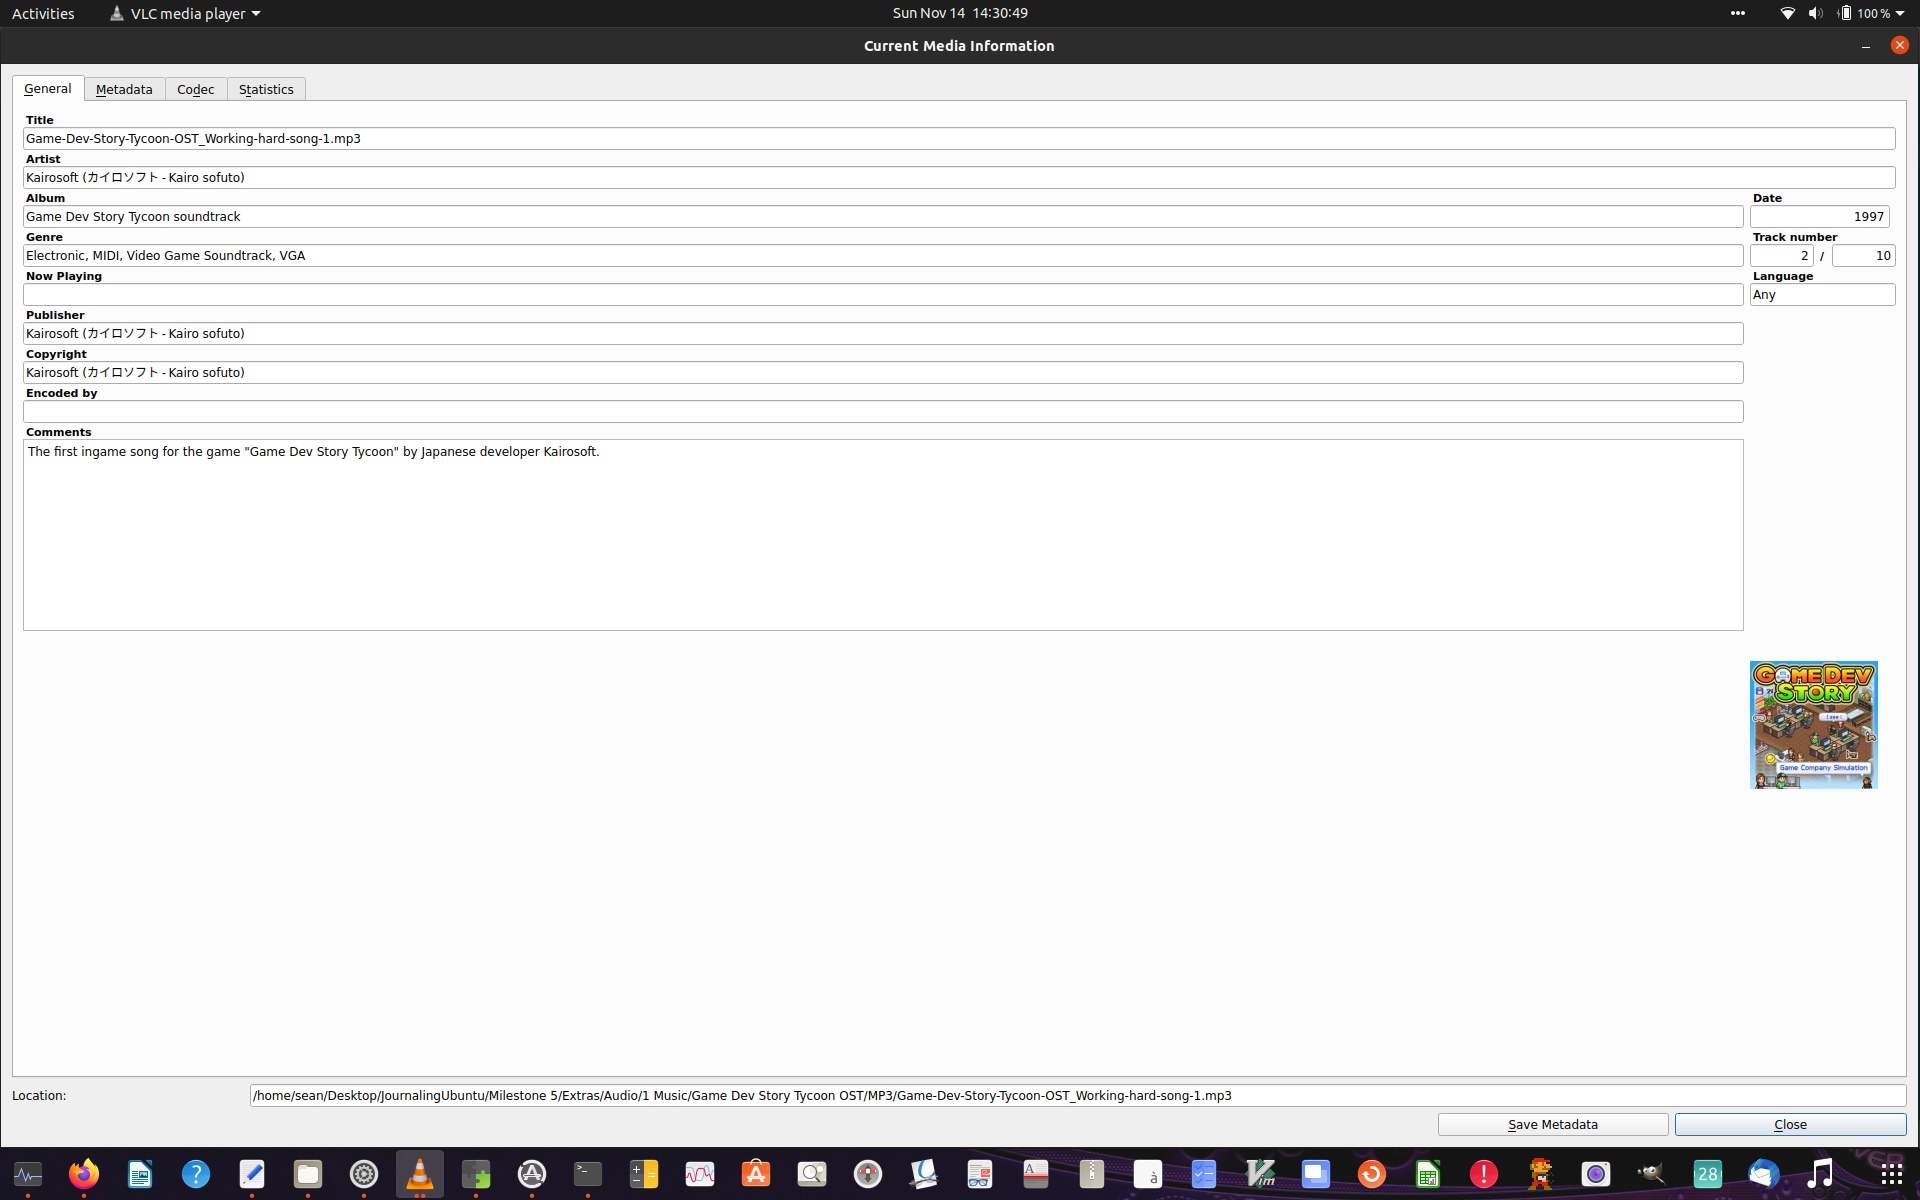 Activities
VLC media player
Sun Nov 14 14:30:49
100 %
Current Media Information
General
Metadata
Codec
Statistics
Title
Game-Dev-Story-Tycoon-OST_Working-hard-song-1.mp3
Artist
Kairosoft (カイロソフト - Kairo sofuto)
Album
Date
Game Dev Story Tycoon soundtrack
1997
Genre
Track number
Electronic, MIDI, Video Game Soundtrack, VGA
2 / 10
Now Playing
Language
Any
Publisher
Kairosoft (カイロソフト - Kairo sofuto)
Copyright
Kairosoft (カイロソフト - Kairo sofuto)
Encoded by
Comments
The first ingame song for the game "Game Dev Story Tycoon" by Japanese developer Kairosoft.
GAME DEV
STORY
Game Company Simulation
Location:
/home/sean/Desktop/JournalingUbuntu/Milestone 5/Extras/Audio/1 Music/Game Dev Story Tycoon OST/MP3/Game-Dev-Story-Tycoon-OST_Working-hard-song-1.mp3
Save Metadata
Close
28